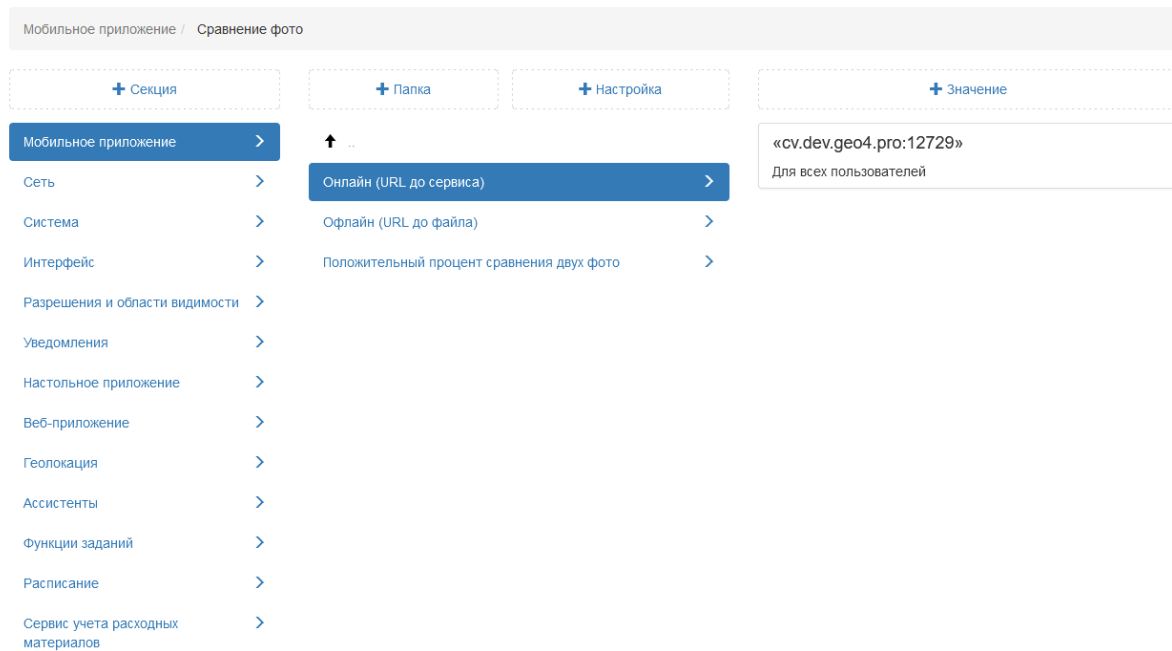 Мобильное приложение / Сравнение фото
+ Секция
+ Папка
+ Настройка
+ Значение
Мобильное приложение
Сеть
Система
Интерфейс
Разрешения и области видимости
Уведомления
Настольное приложение
Веб-приложение
Геолокация
Ассистенты
Функции заданий
Расписание
Сервис учета расходных
материалов
..
Онлайн (URL до сервиса)
Офлайн (URL до файла)
Положительный процент сравнения двух фото
«cv.dev.geo4.pro:12729»
Для всех пользователей